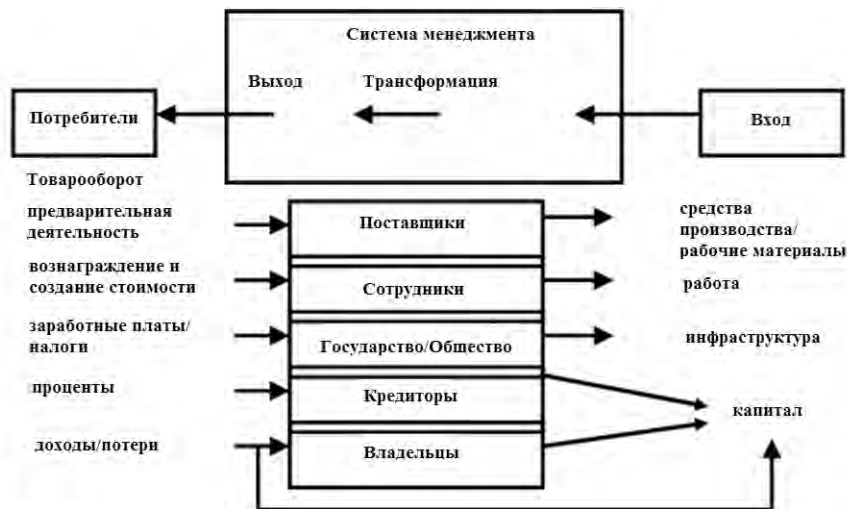 Система менеджмента
Выход
Трансформация
Потребители
Вход
Товарооборот
предварительная
деятельность
Поставщики
средства
производства/
рабочие материалы
вознаграждение и
создание стоимости
Сотрудники
работа
заработные платы/
налоги
Государство/Общество
инфраструктура
проценты
Кредиторы
капитал
доходы/потери
Владельцы